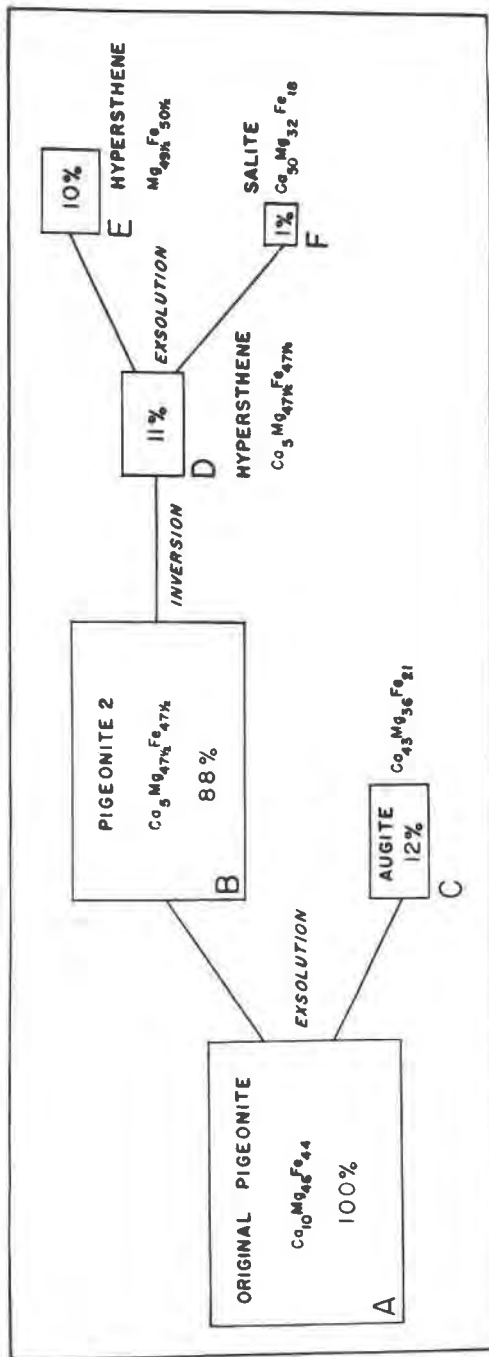 ORIGINAL PIGEONITE
Ca10Mg46Fe44
100%
A
EXSOLUTION
PIGEONITE 2
Ca5Mg47½Fe47½
88%
B
AUGITE
12%
C
Ca43Mg36Fe21
INVERSION
11%
D
HYPERSTHENE
Ca5Mg47½Fe47½
EXSOLUTION
10%
E
HYPERSTHENE
Mg49½Fe50½
1%
F
SALITE
Ca50Mg32Fe18